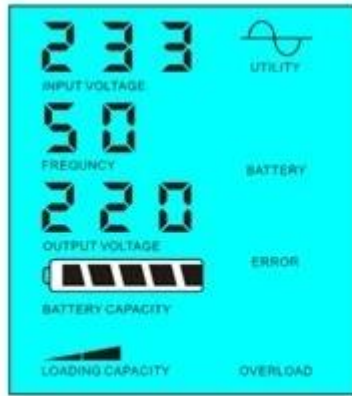 233
INPUT VOLTAGE
UTILITY
50
FREQUNCY
BATTERY
220
OUTPUT VOLTAGE
ERROR
BATTERY CAPACITY
LOADING CAPACITY
OVERLOAD